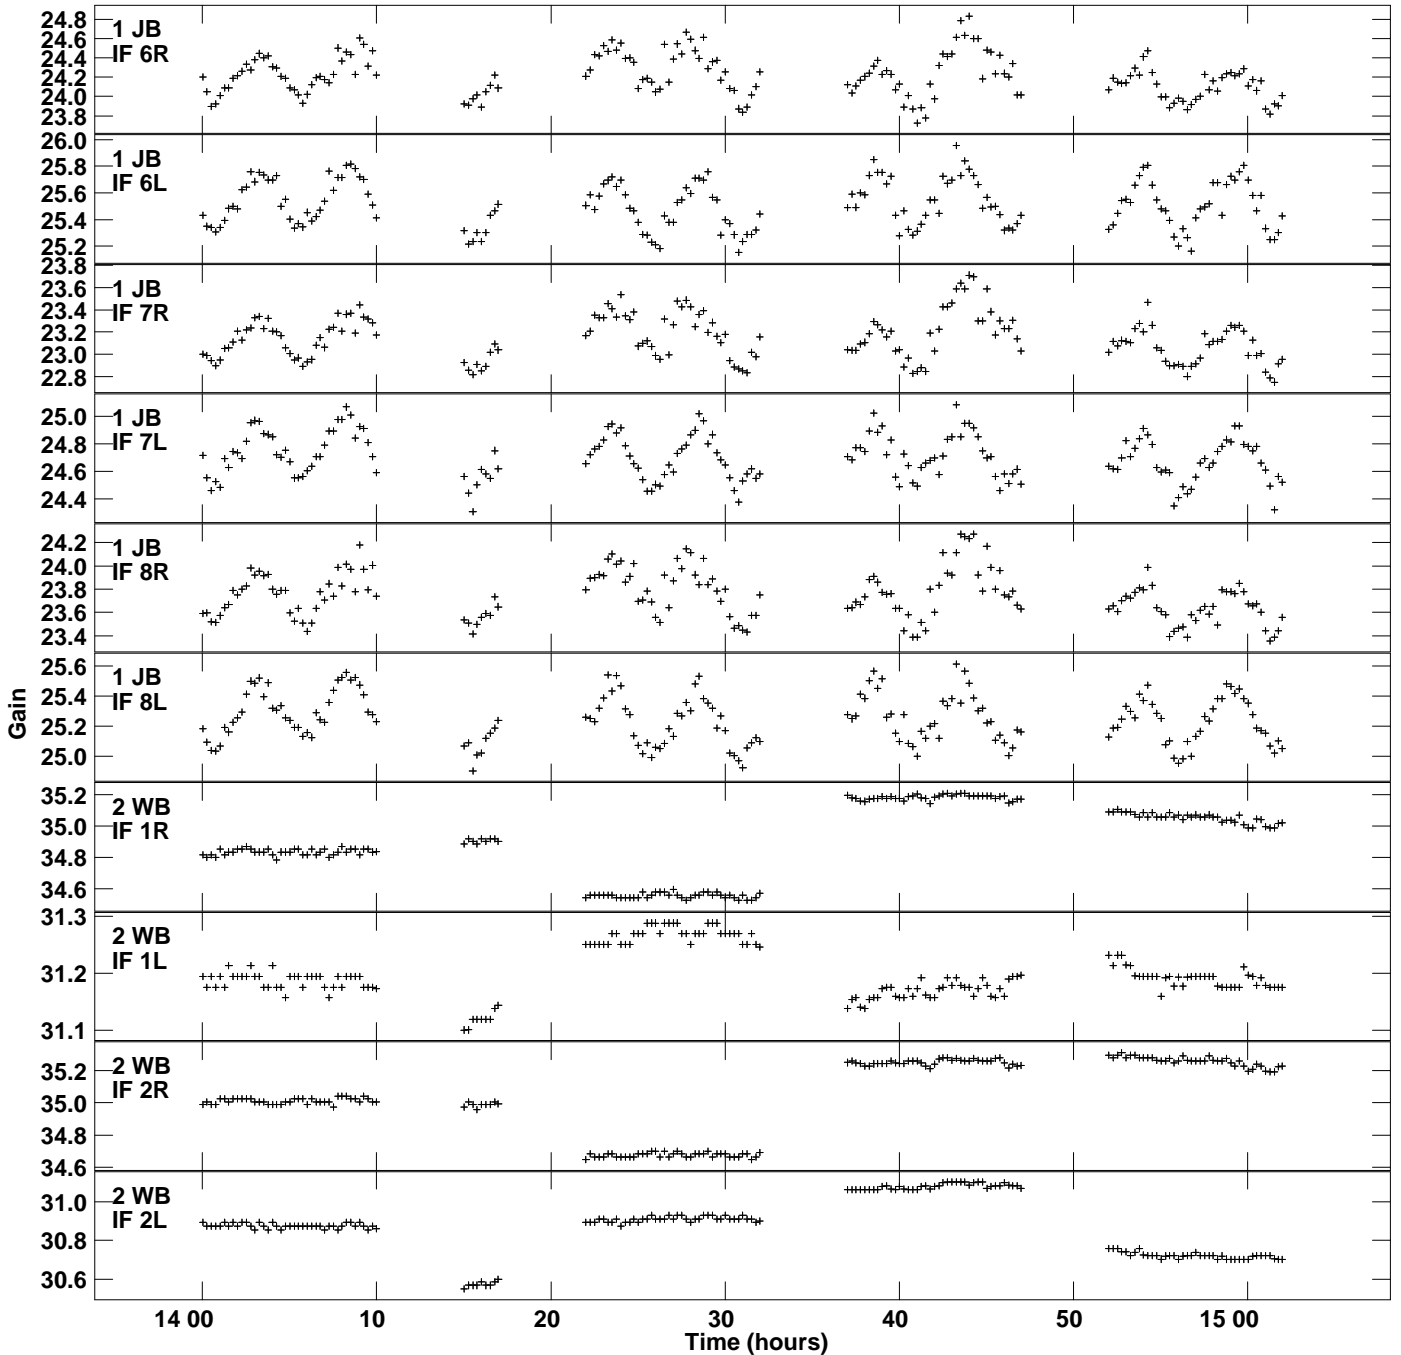 24.8
24.6
24.4
24.2
24.0
23.8
1 JB
IF 6R
26.0
25.8
25.6
25.4
25.2
1 JB
IF 6L
23.8
23.6
23.4
23.2
23.0
22.8
1 JB
IF 7R
25.0
24.8
24.6
24.4
1 JB
IF 7L
24.2
24.0
23.8
23.6
23.4
1 JB
IF 8R
25.6
25.4
25.2
25.0
1 JB
IF 8L
Gain
35.2
35.0
34.8
34.6
2 WB
IF 1R
31.3
31.2
31.1
2 WB
IF 1L
35.2
35.0
34.8
34.6
2 WB
IF 2R
31.0
30.8
30.6
2 WB
IF 2L
14 00 10 20 30 40 50 15 00
Time (hours)